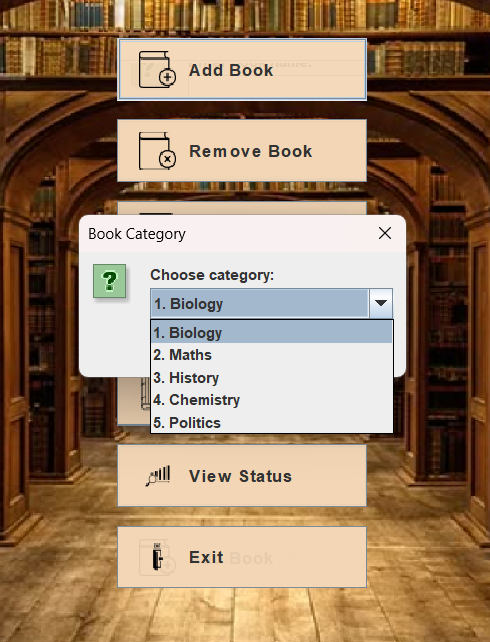 Add Book
Remove Book
Book Category
?
Choose category:
1. Biology
1. Biology
2. Maths
3. History
4. Chemistry
5. Politics
View Status
Exit Book